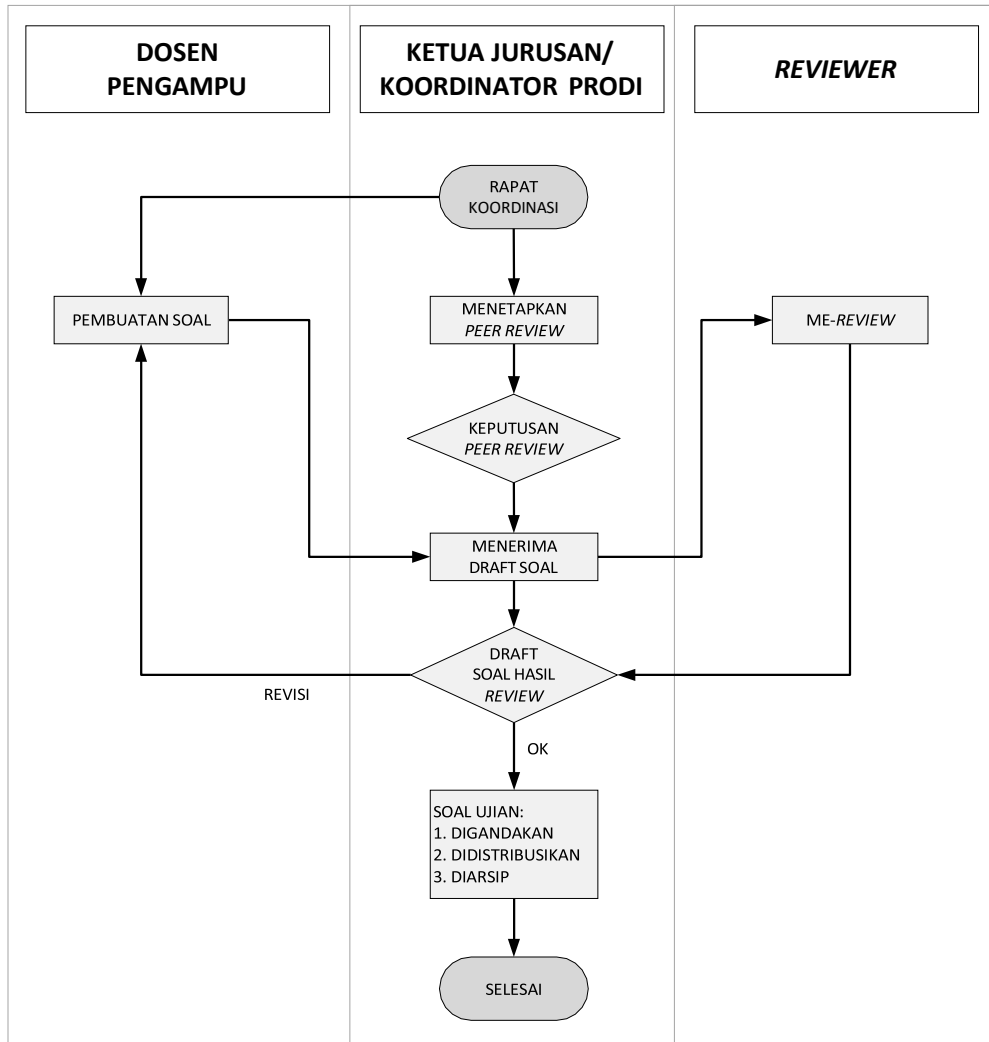 DOSEN
PENGAMPU
KETUA JURUSAN/
KOORDINATOR PRODI
REVIEWER
RAPAT
KOORDINASI
PEMBUATAN SOAL
MENETAPKAN
PEER REVIEW
ME-REVIEW
KEPUTUSAN
PEER REVIEW
MENERIMA
DRAFT SOAL
DRAFT
SOAL HASIL
REVIEW
REVISI
OK
SOAL UJIAN:
1. DIGANDAKAN
2. DIDISTRIBUSIKAN
3. DIARSIP
SELESAI